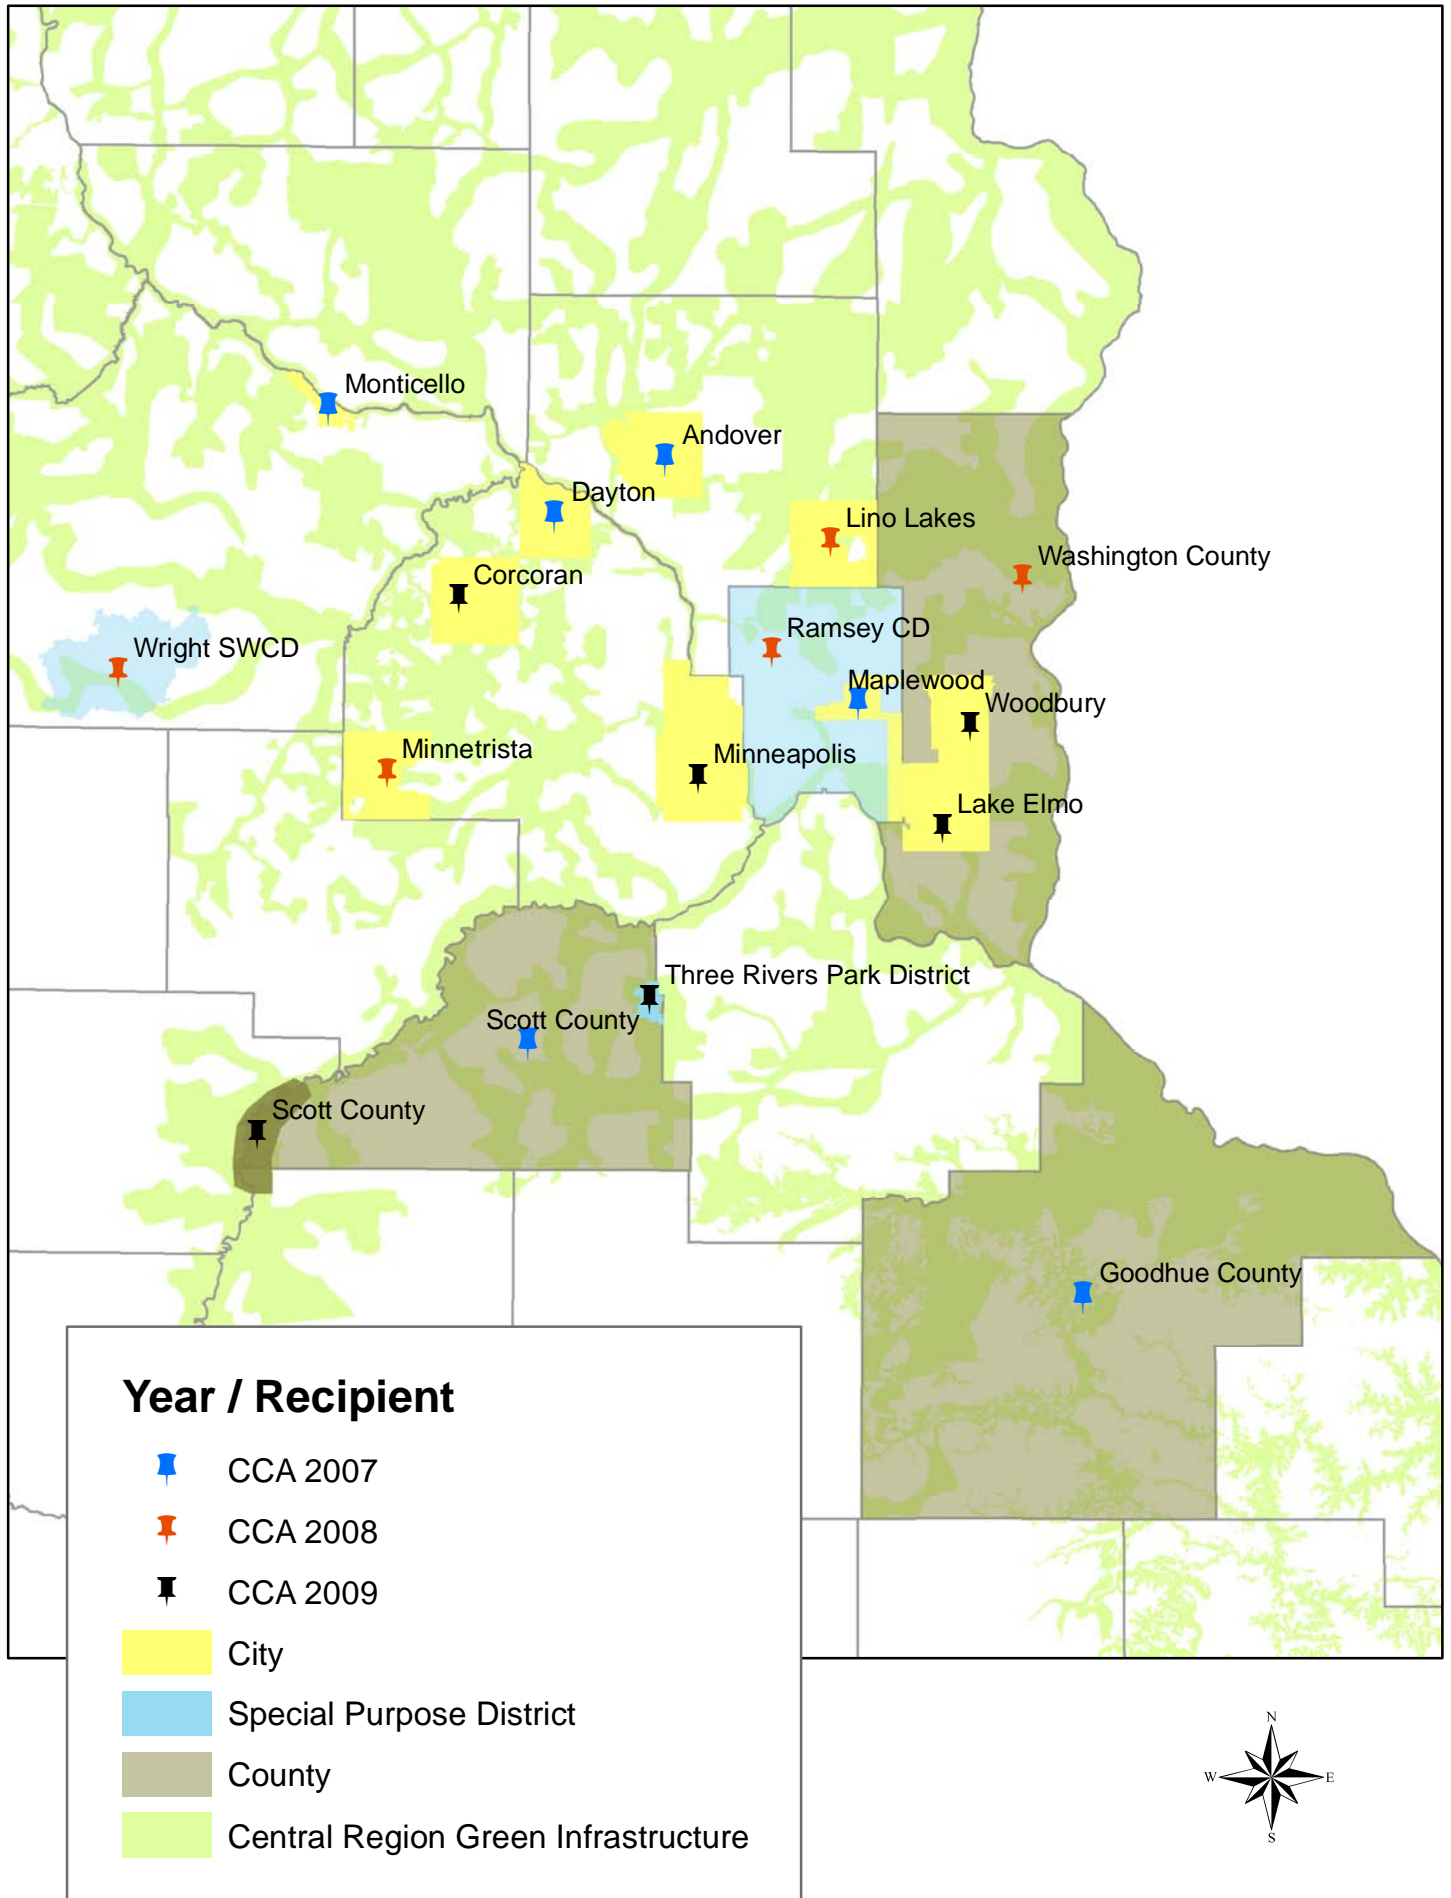 Monticello
Andover
Dayton
Lino Lakes
Washington County
Corcoran
Ramsey CD
Wright SWCD
Maplewood
Woodbury
Minnetrista
Minneapolis
Lake Elmo
Three Rivers Park District
Scott County
Scott County
Goodhue County
Year / Recipient
CCA 2007
CCA 2008
CCA 2009
City
Special Purpose District
County
Central Region Green Infrastructure
N
W
E
S